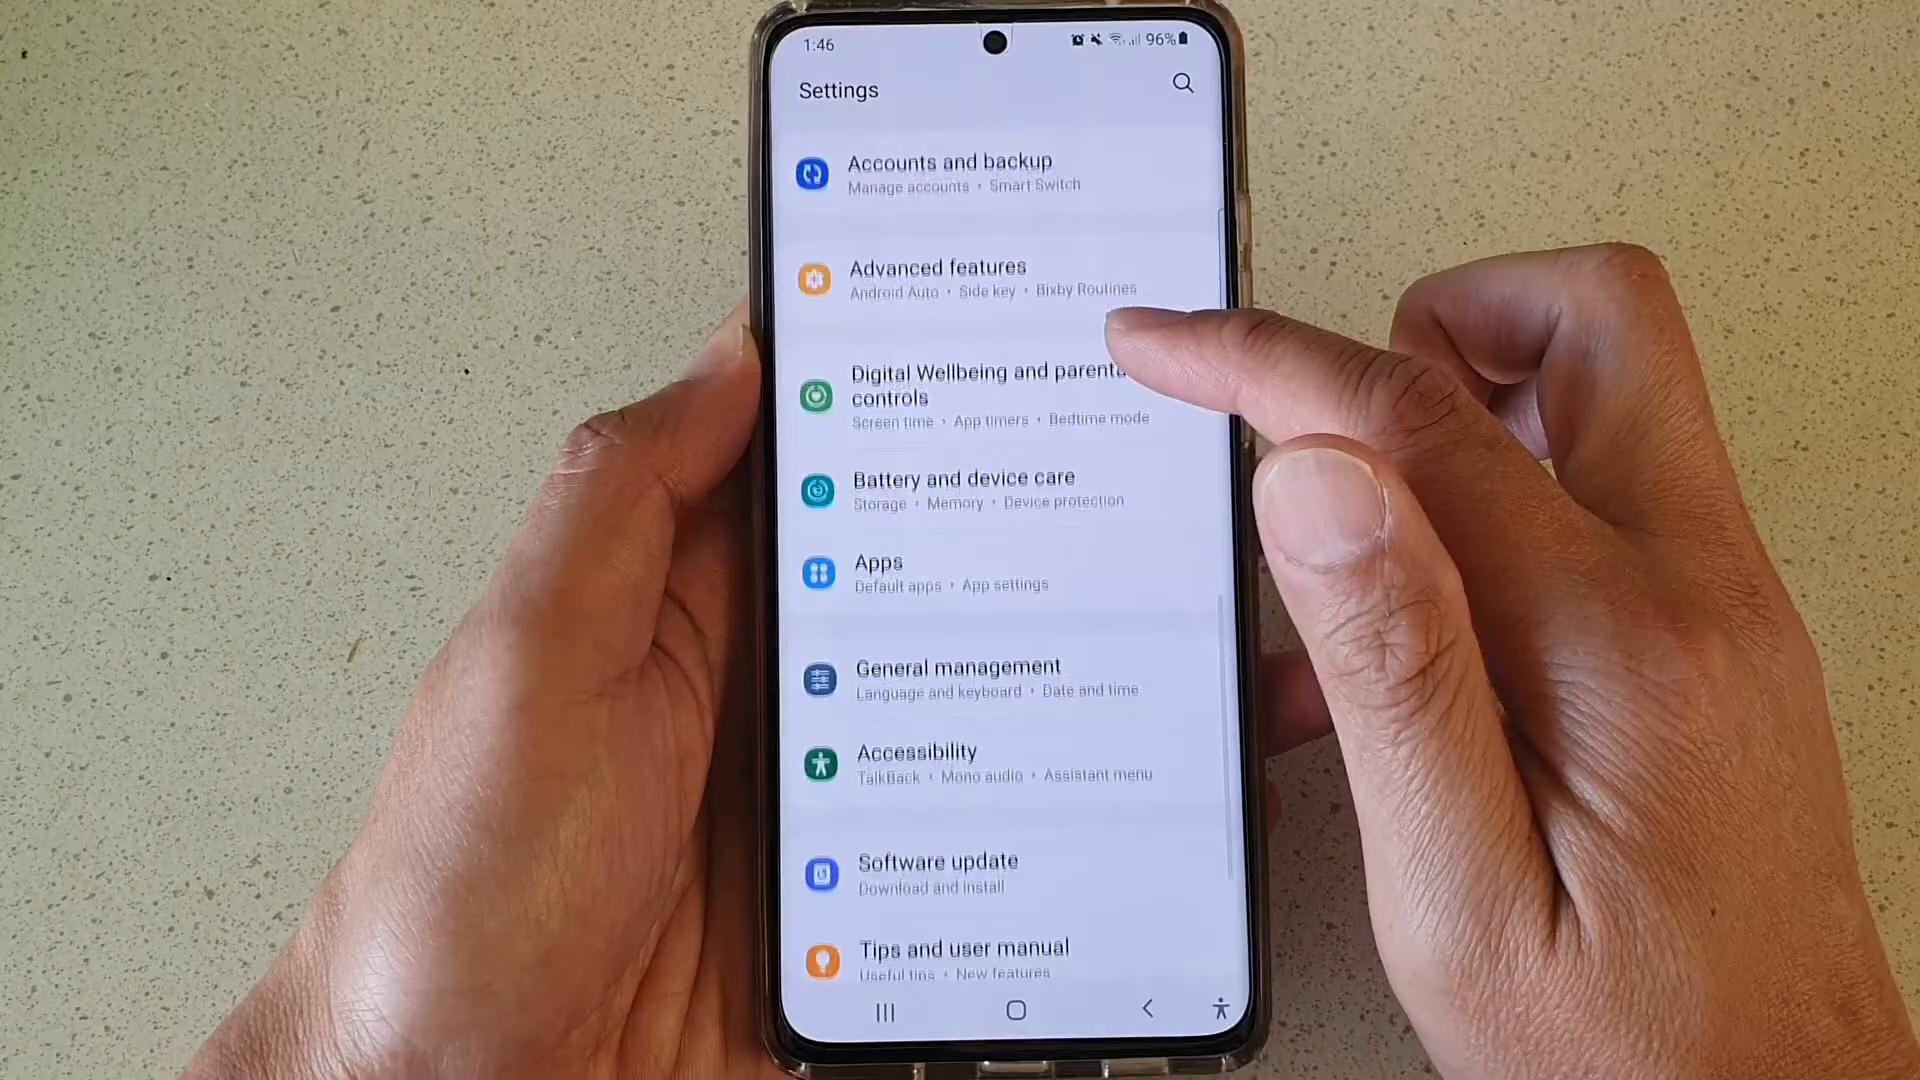 1:46
96%
Settings
Accounts and backup
Manage accounts • Smart Switch
Advanced features
Android Auto • Side key • Bixby Routines
Digital Wellbeing and
controls
Screen time • App timers • Bedtime mode
Battery and device care
Storage • Memory • Device protection
Apps
Default apps • App settings
General management
Language and keyboard • Date and time
Accessibility
TalkBack • Mono audio • Assistant menu
Software update
Download and install
Tips and user manual
Useful tips • New features